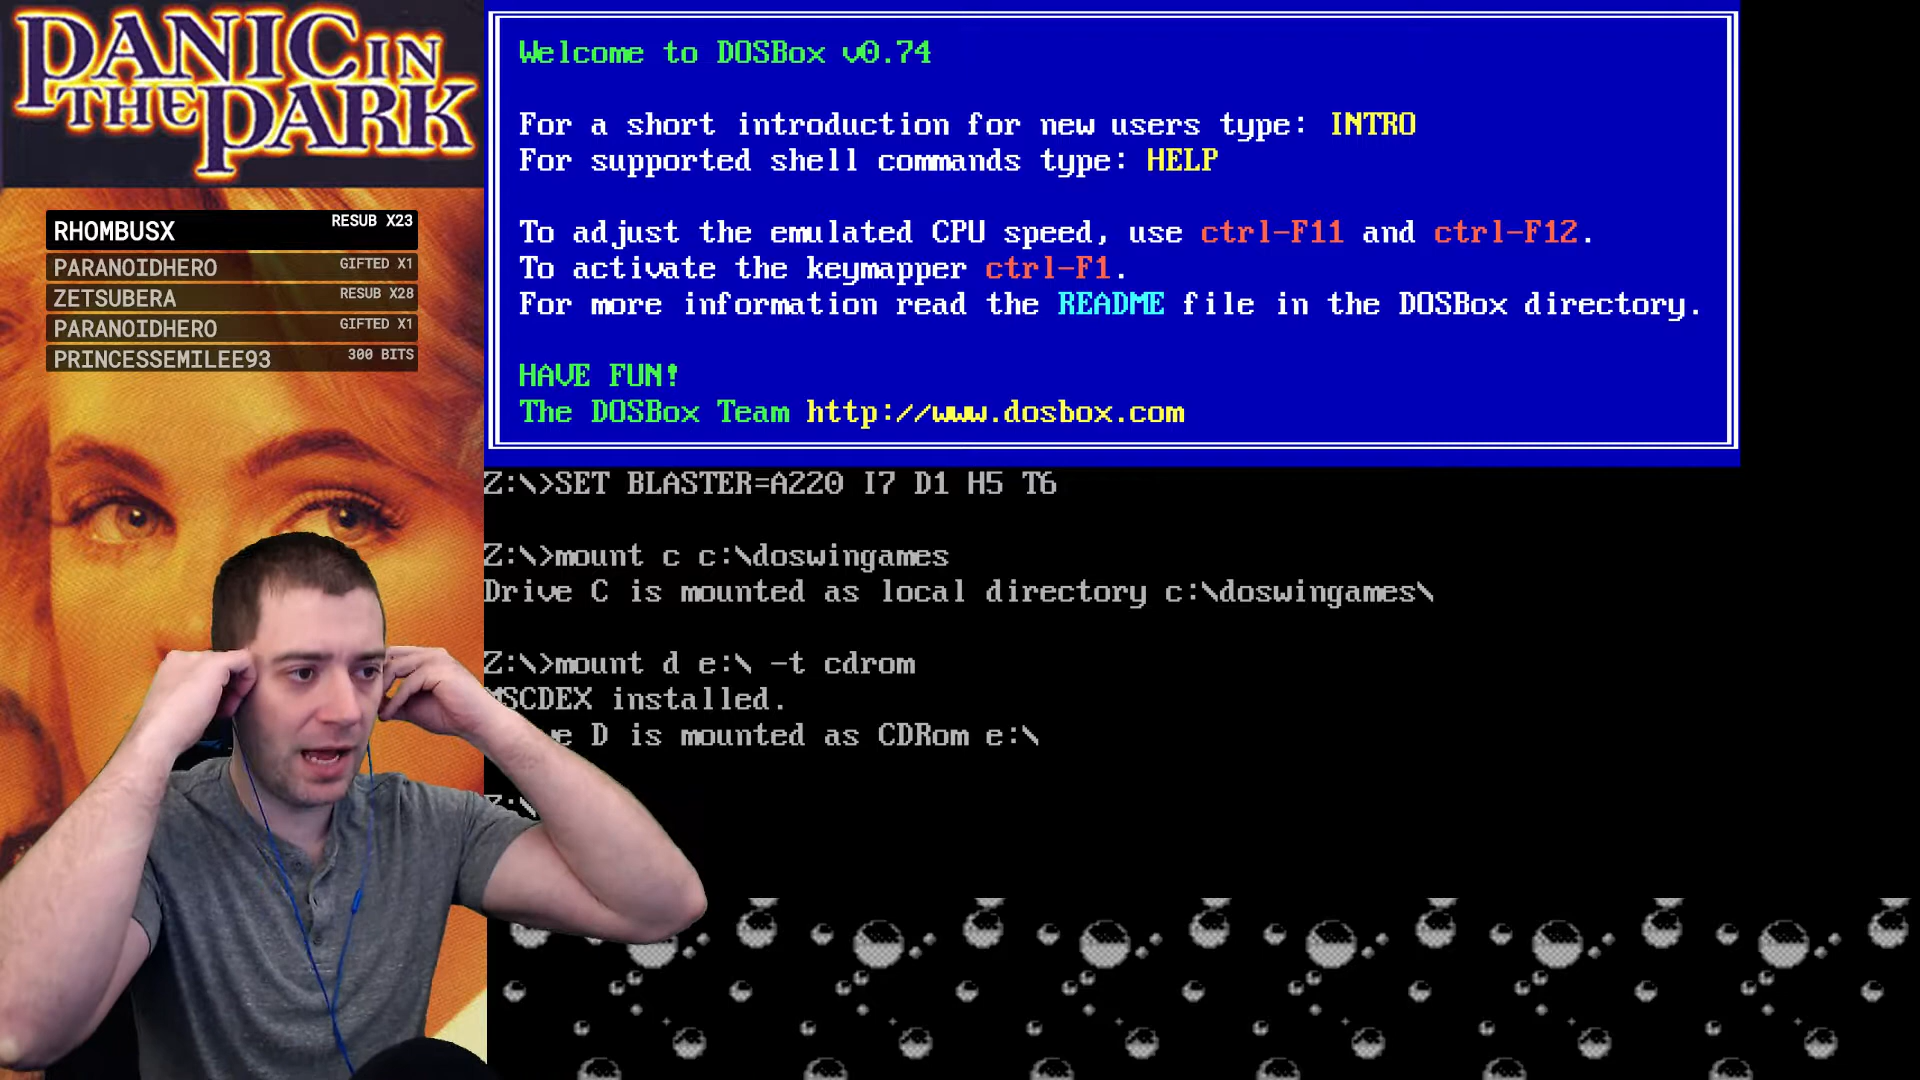 PANIC IN
THE PARK
RHOMBUSX RESUB X23
PARANOIDHERO GIFTED X1
ZETSUBERA RESUB X28
PARANOIDHERO GIFTED X1
PRINCESSEMILEE93 300 BITS
Welcome to DOSBox v0.74
For a short introduction for new users type: INTRO
For supported shell commands type: HELP
To adjust the emulated CPU speed, use ctrl-F11 and ctrl-F12.
To activate the keymapper ctrl-F1.
For more information read the README file in the DOSBox directory.
HAVE FUN!
The DOSBox Team http://www.dosbox.com
Z:\>SET BLASTER=A220 I7 D1 H5 T6
Z:\>mount c c:\doswingames
Drive C is mounted as local directory c:\doswingames\
Z:\>mount d e:\ -t cdrom
MSCDEX installed.
D is mounted as CDRom e:\
Z:\